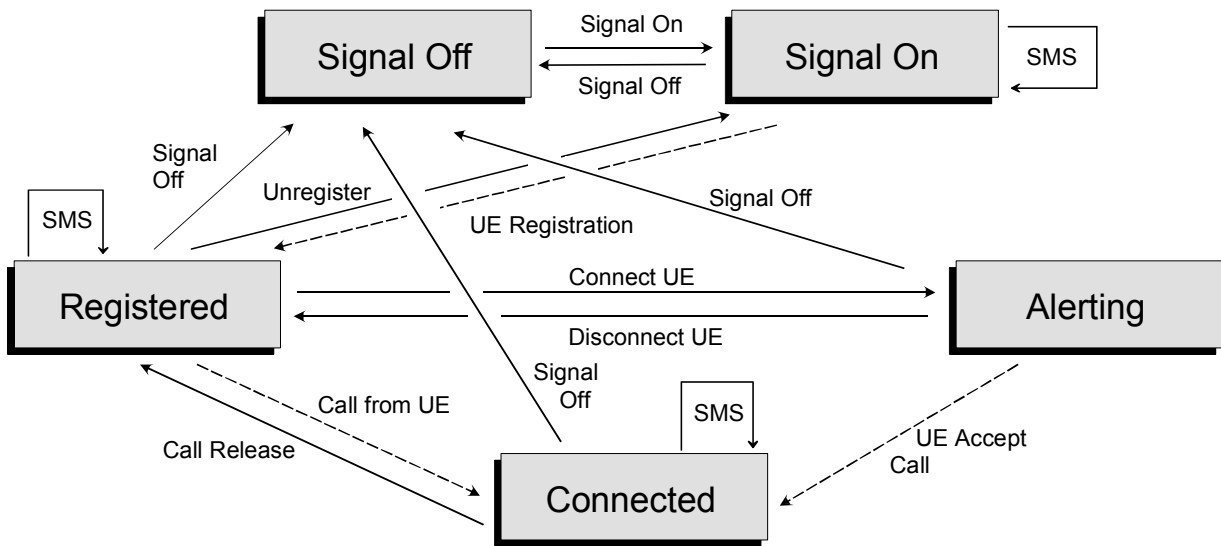 Signal On
Signal Off
Signal On
SMS
Signal Off
Signal
Off
Unregister
Signal Off
SMS
UE Registration
Registered
Connect UE
Alerting
Disconnect UE
Signal
Off
Call from UE
SMS
Call Release
UE Accept
Call
Connected